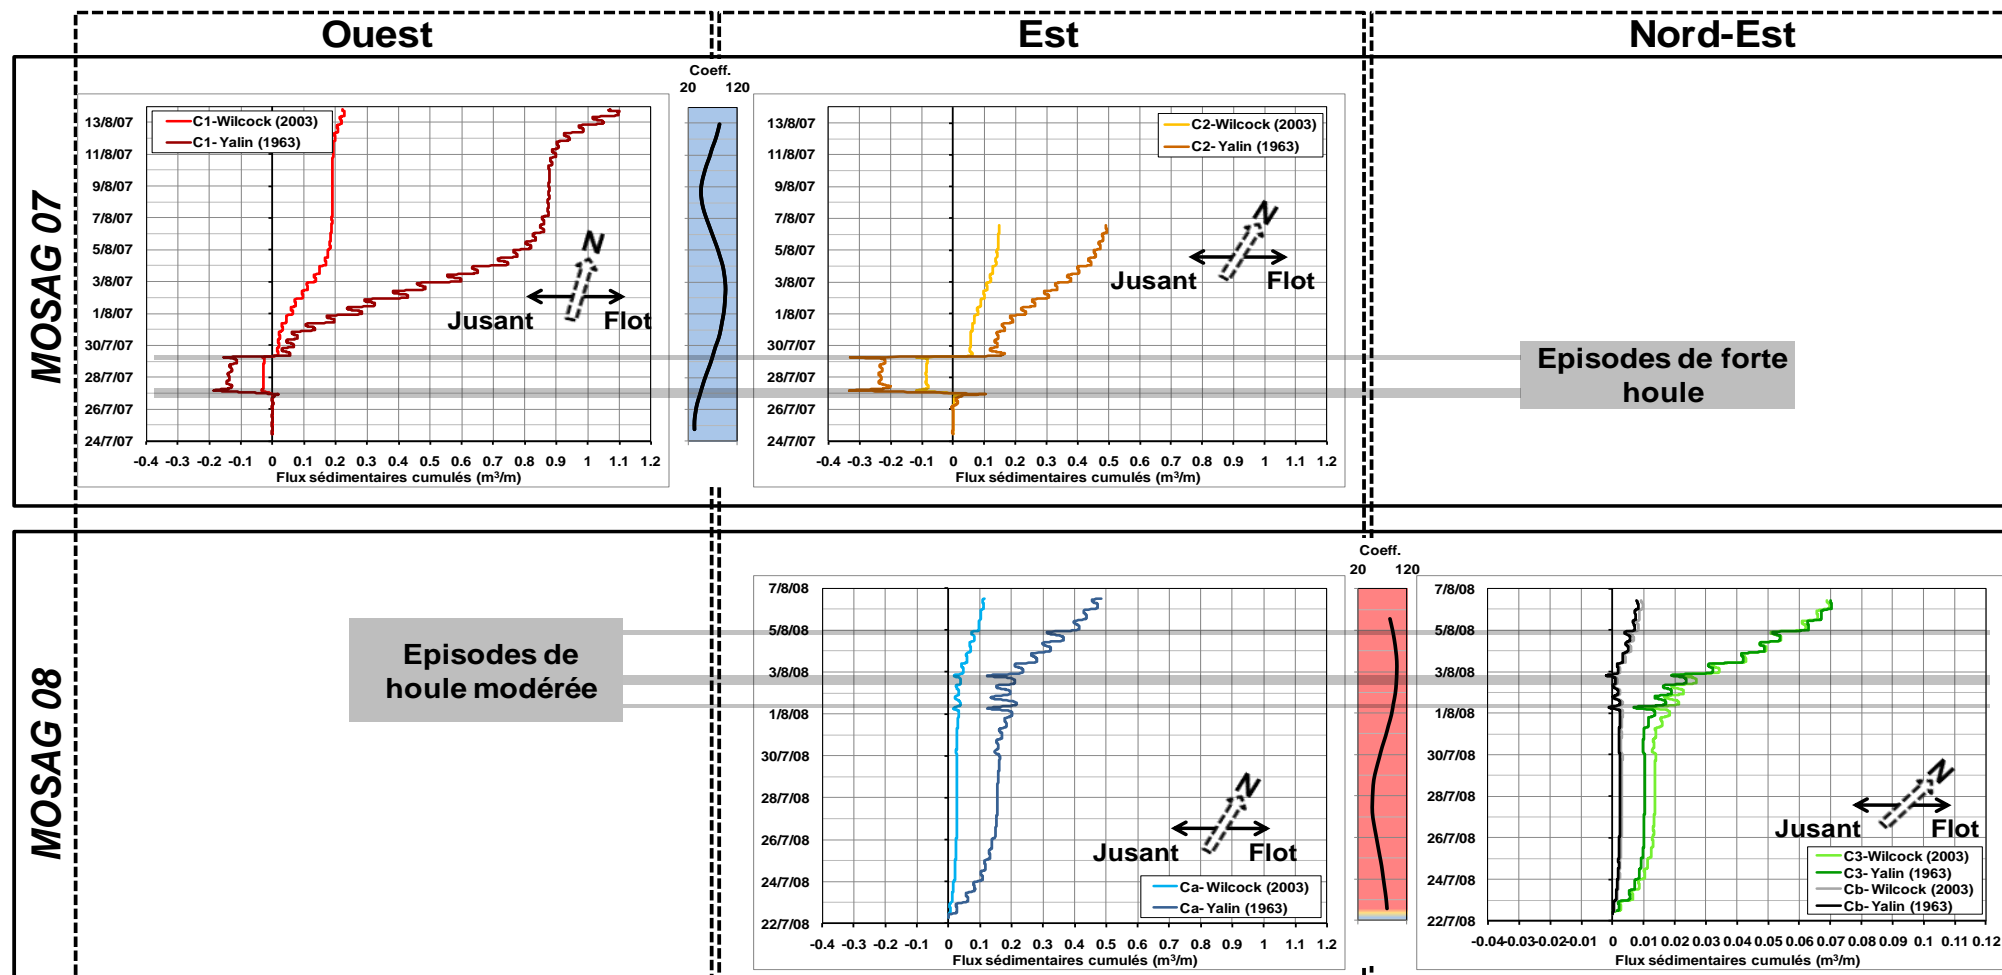 Ouest
Est
Nord-Est
MOSAG 07
C1-Wilcock (2003)
C1- Yalin (1963)
13/8/07
11/8/07
9/8/07
7/8/07
5/8/07
3/8/07
1/8/07
30/7/07
28/7/07
26/7/07
24/7/07
-0.4 -0.3 -0.2 -0.1 0 0.1 0.2 0.3 0.4 0.5 0.6 0.7 0.8 0.9 1 1.1 1.2
Flux sédimentaires cumulés (m³/m)
N
Jusant Flot
Coeff.
20 120
C2-Wilcock (2003)
C2- Yalin (1963)
13/8/07
11/8/07
9/8/07
7/8/07
5/8/07
3/8/07
1/8/07
30/7/07
28/7/07
26/7/07
24/7/07
-0.4 -0.3 -0.2 -0.1 0 0.1 0.2 0.3 0.4 0.5 0.6 0.7 0.8 0.9 1 1.1 1.2
Flux sédimentaires cumulés (m³/m)
N
Jusant Flot
Episodes de forte
houle
MOSAG 08
Episodes de
houle modérée
7/8/08
5/8/08
3/8/08
1/8/08
30/7/08
28/7/08
26/7/08
24/7/08
22/7/08
N
Jusant Flot
Ca-Wilcock (2003)
Ca- Yalin (1963)
-0.4 -0.3 -0.2 -0.1 0 0.1 0.2 0.3 0.4 0.5 0.6 0.7 0.8 0.9 1 1.1 1.2
Flux sédimentaires cumulés (m³/m)
Coeff.
20 120
7/8/08
5/8/08
3/8/08
1/8/08
30/7/08
28/7/08
26/7/08
24/7/08
22/7/08
N
Jusant Flot
C3-Wilcock (2003)
C3- Yalin (1963)
Cb-Wilcock (2003)
Cb- Yalin (1963)
-0.04 -0.03 -0.02 -0.01 0 0.01 0.02 0.03 0.04 0.05 0.06 0.07 0.08 0.09 0.1 0.11 0.12
Flux sédimentaires cumulés (m³/m)